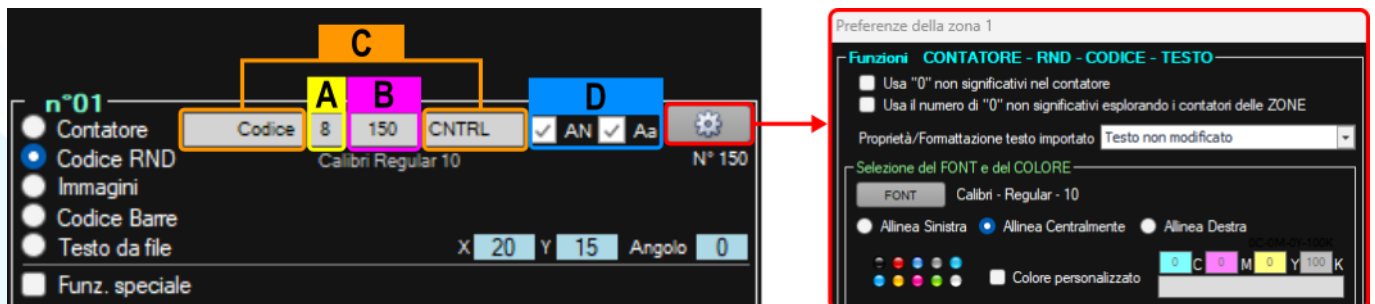 C
A B D
n°01
Contatore Codice 8 150 CNTRL AN Aa
Codice RND Calibri Regular 10 N° 150
Immagini
Codice Barre
Testo da file X 20 Y 15 Angolo 0
Funz. speciale
Preferenze della zona 1
Funzioni CONTATORE - RND - CODICE - TESTO
Usa "0" non significativi nel contatore
Usa il numero di "0" non significativi esplorando i contatori delle ZONE
Proprietà/Formattazione testo importato Testo non modificato
Selezione del FONT e del COLORE
FONT Calibri - Regular - 10
Allinea Sinistra Allinea Centralmente Allinea Destra
0C-0M-0Y-100K
Colore personalizzato 0 C 0 M 0 Y 100 K